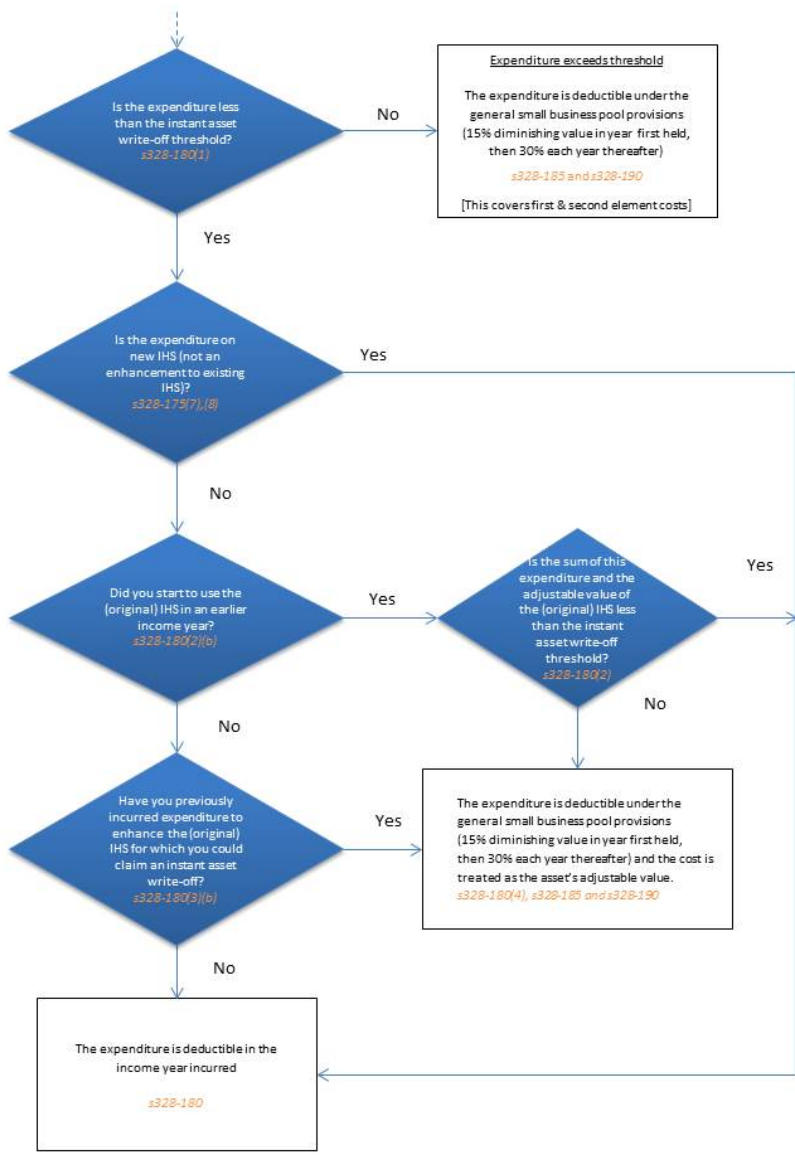 Is the expenditure less
than the instant asset
write-off threshold?
s328-180(1)
No
Expenditure exceeds threshold
The expenditure is deductible under the
general small business pool provisions
(15% diminishing value in year first held,
then 30% each year thereafter)
s328-185 and s328-190
[This covers first & second element costs]
Yes
Is the expenditure on
new IHS (not an
enhancement to existing
IHS)?
s328-175(7),(8)
Yes
No
Did you start to use the
(original) IHS in an earlier
income year?
s328-180(2)(b)
Yes
Is the sum of this
expenditure and the
adjustable value of
the (original) IHS less
than the instant
asset write-off
threshold?
s328-180(2)
Yes
No
No
Have you previously
incurred expenditure to
enhance the (original)
IHS for which you could
claim an instant asset
write-off?
s328-180(3)(b)
Yes
The expenditure is deductible under the
general small business pool provisions
(15% diminishing value in year first held,
then 30% each year thereafter) and the cost is
treated as the asset's adjustable value.
s328-180(4), s328-185 and s328-190
No
The expenditure is deductible in the
income year incurred
s328-180